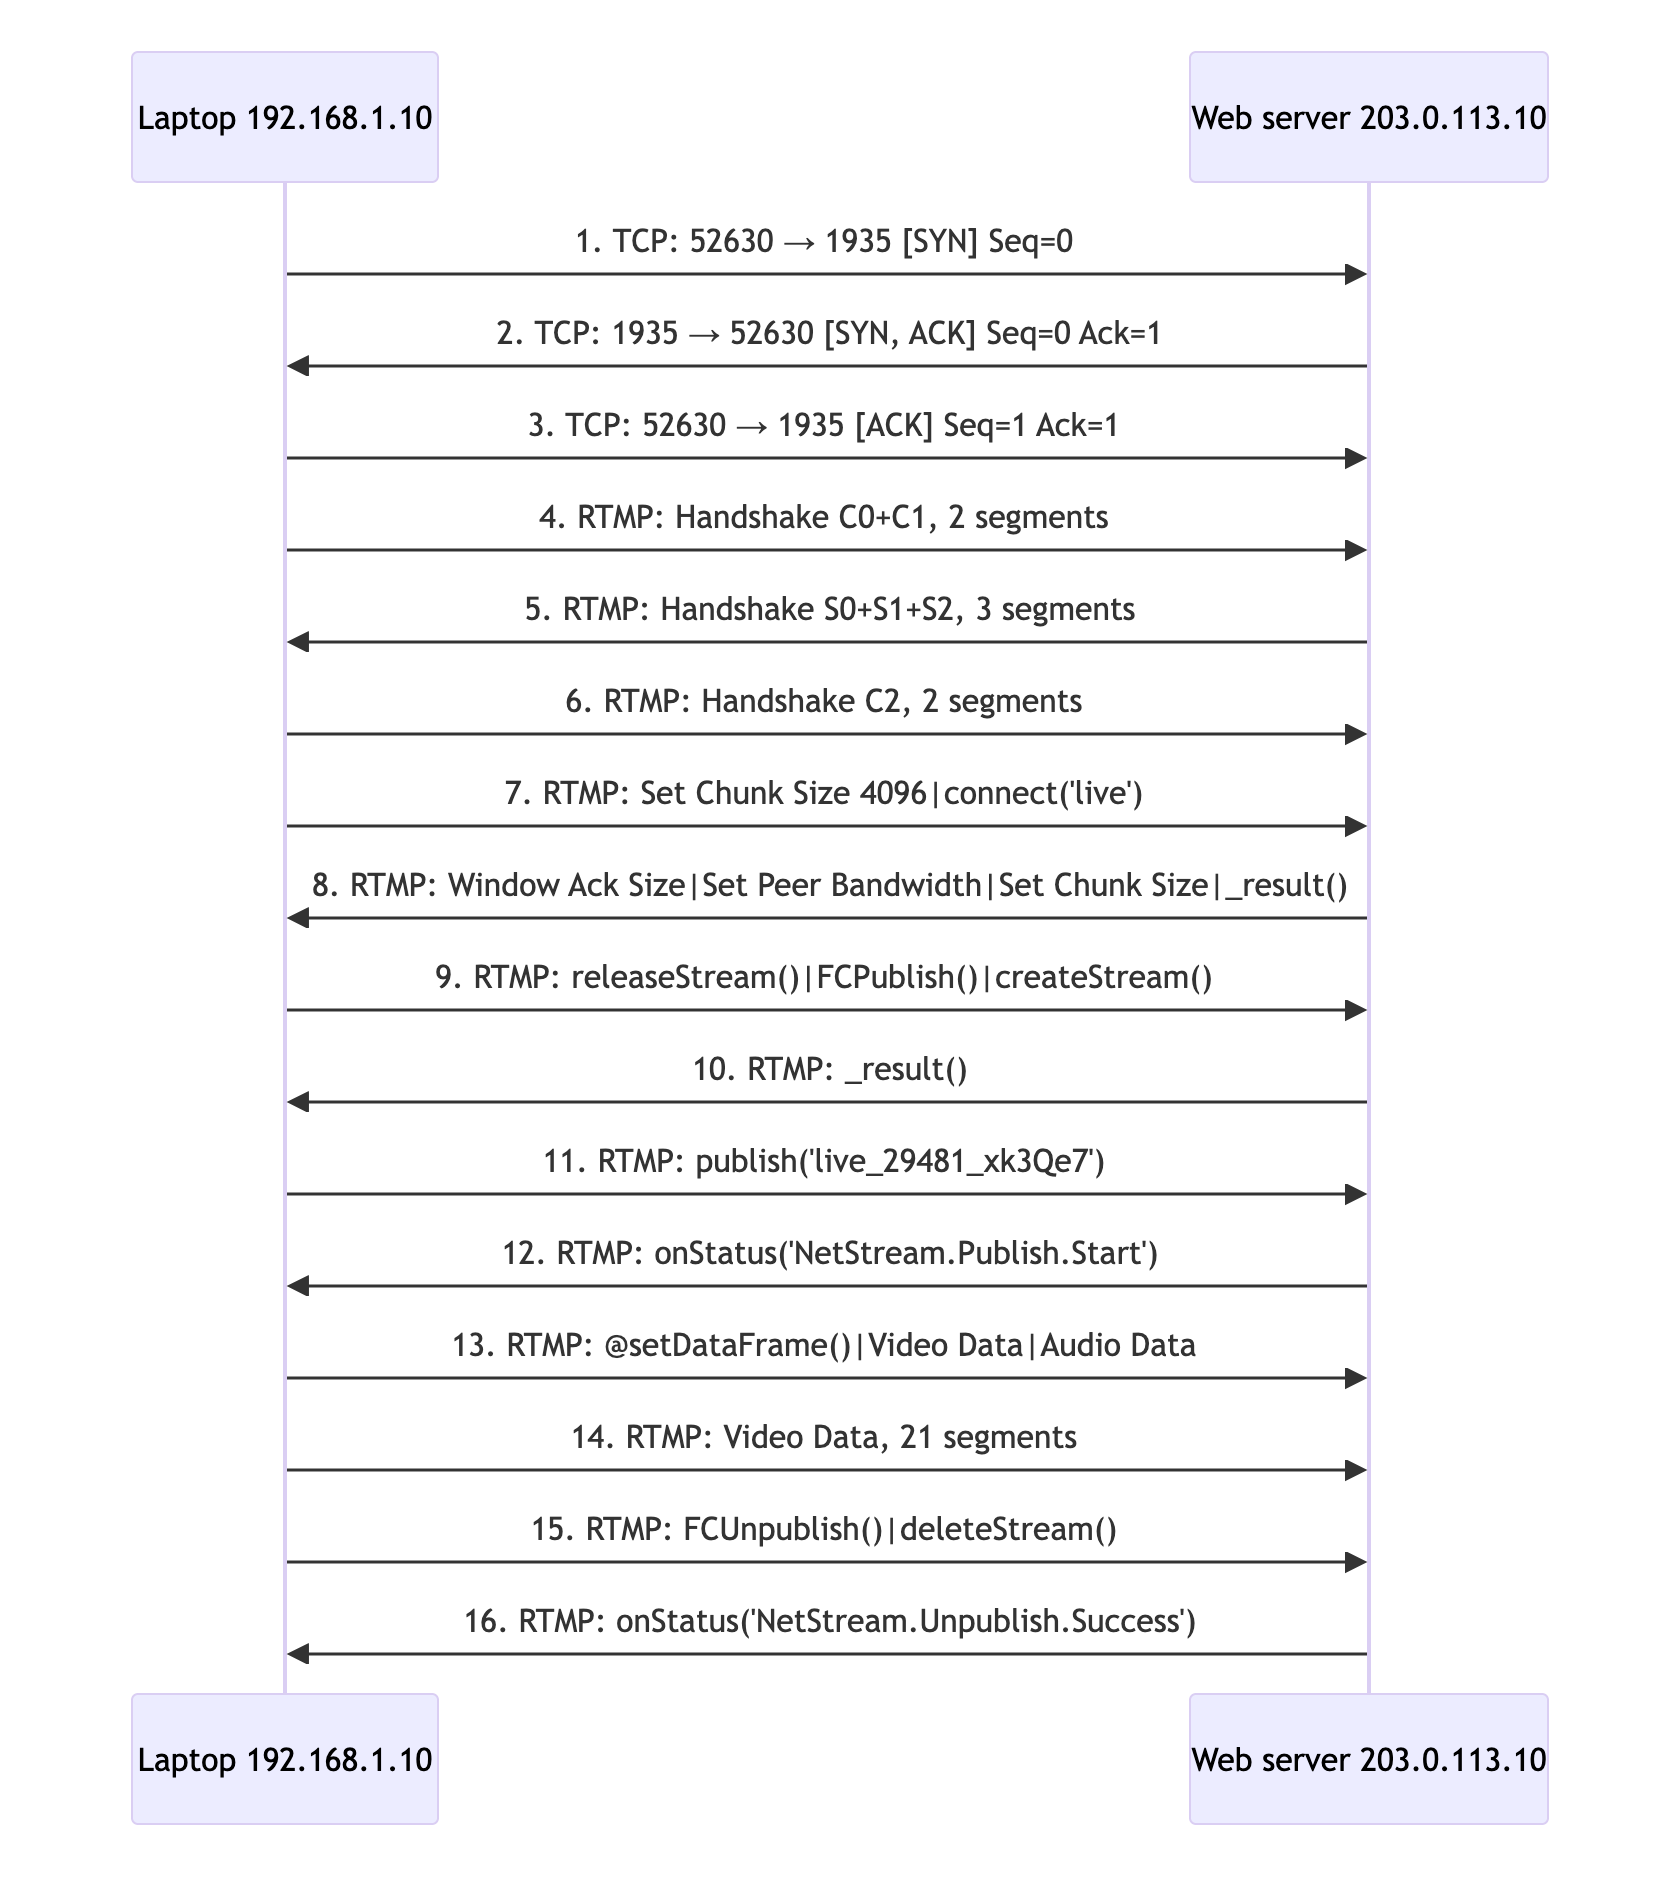 Laptop 192.168.1.10
Web server 203.0.113.10
1. TCP: 52630 → 1935 [SYN] Seq=0
2. TCP: 1935 → 52630 [SYN, ACK] Seq=0 Ack=1
3. TCP: 52630 → 1935 [ACK] Seq=1 Ack=1
4. RTMP: Handshake C0+C1, 2 segments
5. RTMP: Handshake S0+S1+S2, 3 segments
6. RTMP: Handshake C2, 2 segments
7. RTMP: Set Chunk Size 4096|connect('live')
8. RTMP: Window Ack Size|Set Peer Bandwidth|Set Chunk Size|_result()
9. RTMP: releaseStream()|FCPublish()|createStream()
10. RTMP: _result()
11. RTMP: publish('live_29481_xk3Qe7')
12. RTMP: onStatus('NetStream.Publish.Start')
13. RTMP: @setDataFrame()|Video Data|Audio Data
14. RTMP: Video Data, 21 segments
15. RTMP: FCUnpublish()|deleteStream()
16. RTMP: onStatus('NetStream.Unpublish.Success')
Laptop 192.168.1.10
Web server 203.0.113.10